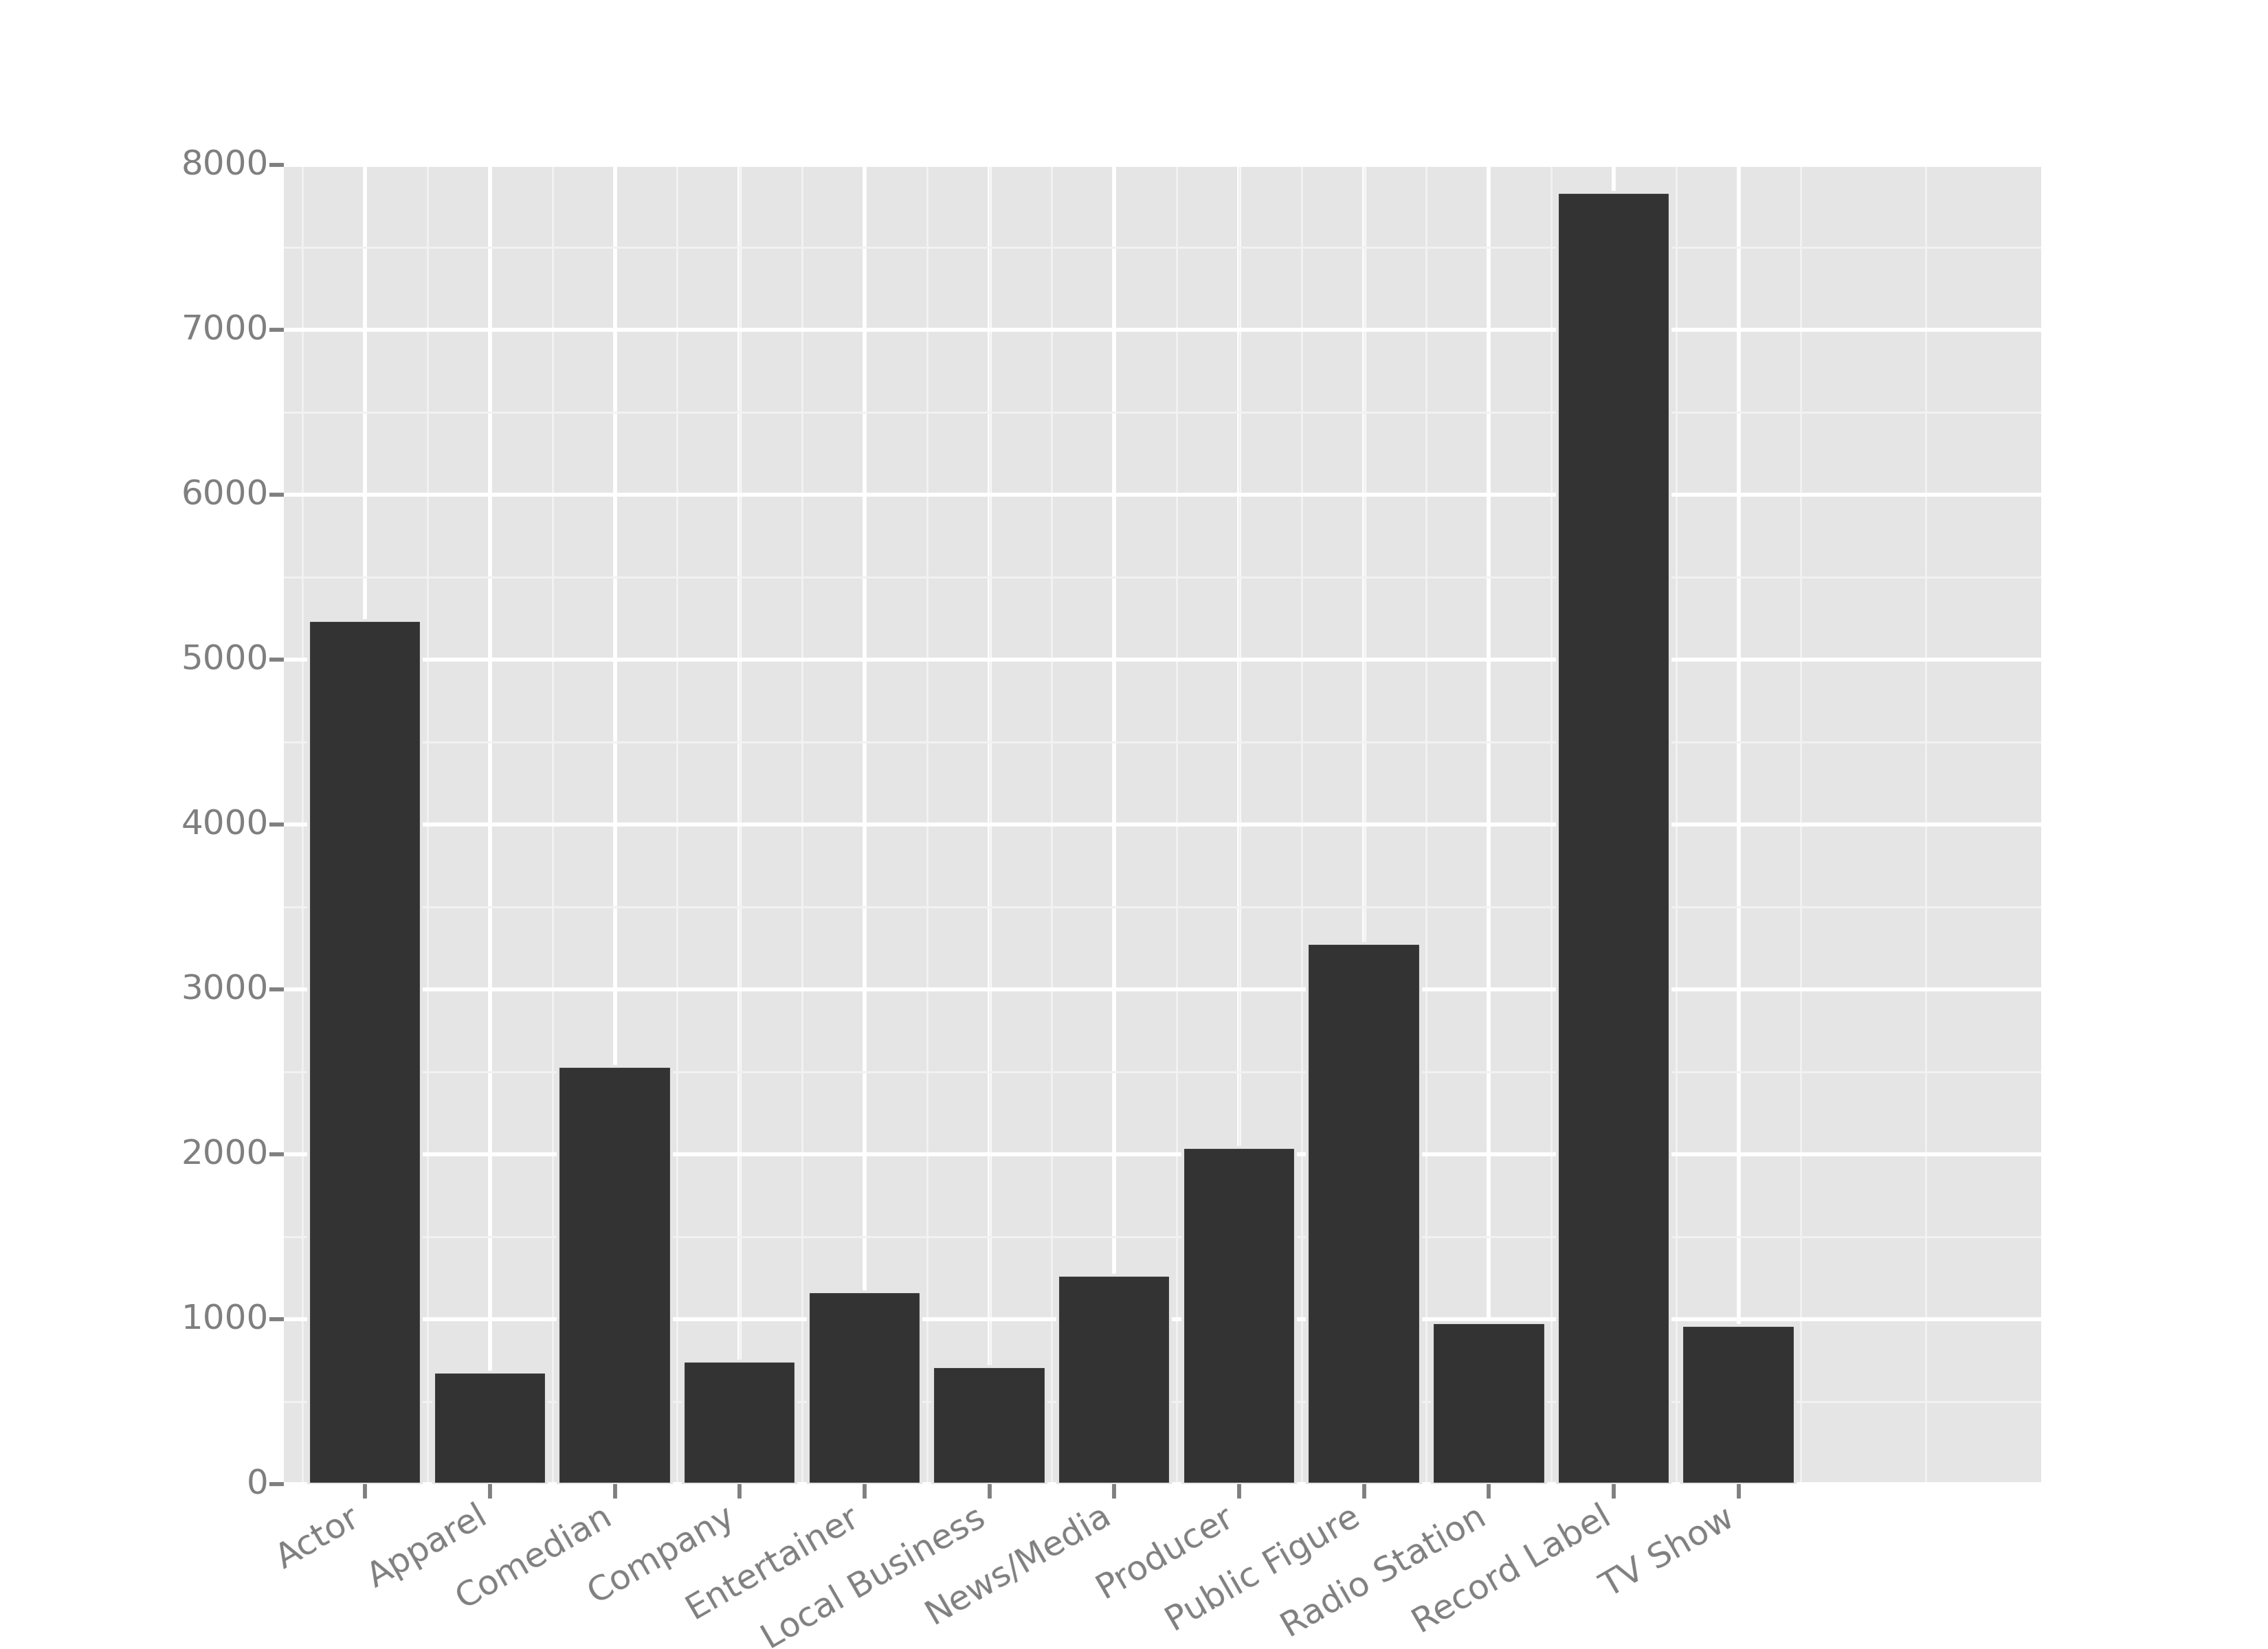 8000
7000
6000
5000
4000
3000
2000
1000
0
Actor
Apparel
Comedian
Company
Entertainer
Local Business
News/Media
Producer
Public Figure
Radio Station
Record Label
TV Show